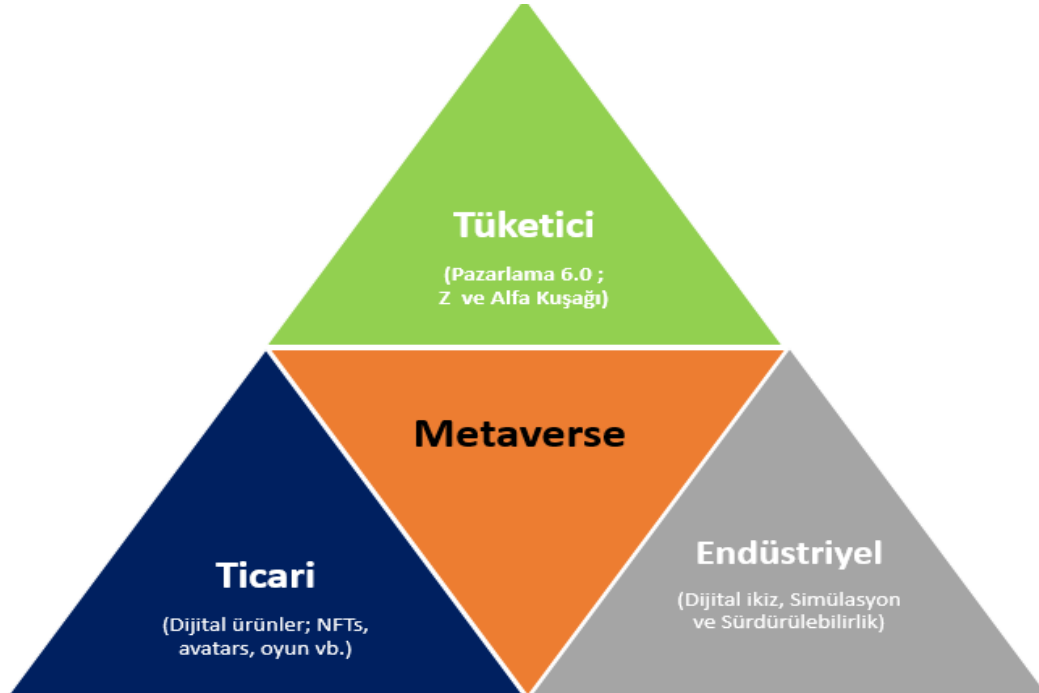 Tüketici
(Pazarlama 6.0 ;
Z ve Alfa Kuşağı)
Metaverse
Ticari
(Dijital ürünler; NFTs,
avatars, oyun vb.)
Endüstriyel
(Dijital ikiz, Simülasyon
ve Sürdürülebilirlik)